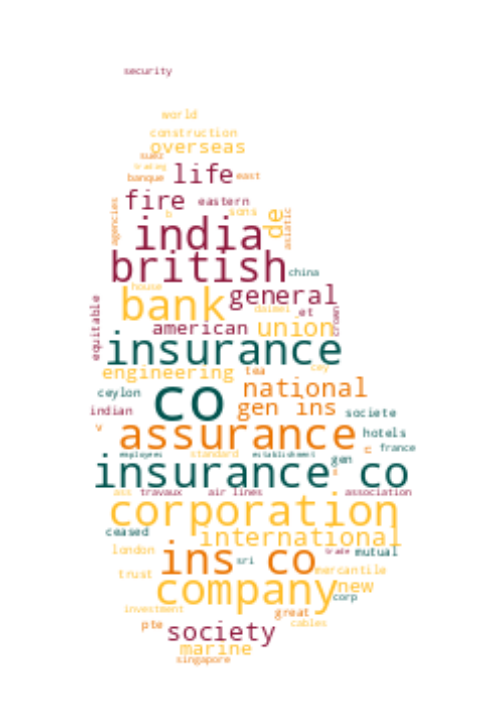 security
world
construction
overseas
suez
trading
banque
life
east
fire
eastern
agencies
b
sons
de
asiatic
india
british
china
house
bank
general
equitable
daimei
et
crown
american
union
insurance
engineering
tea
cey
ceylon
co
national
indian
gen ins
societe
v
assurance
hotels
employees
standard
establishment
gen
france
insurance co
ass
travaux
air lines
association
corporation
ceased
international
london
ins co
sri
trade
mutual
trust
mercantile
company
new
corp
investment
great
pte
society
cables
marine
singapore